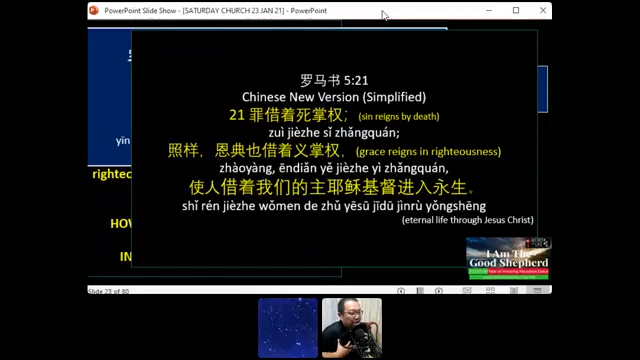 PowerPoint Slide Show - [SATURDAY CHURCH 23 JAN 21] - PowerPoint
罗马书 5:21
Chinese New Version (Simplified)
21 罪借着死掌权； (sin reigns by death)
zuì jièzhe sǐ zhǎngquán;
yīn
照样，恩典也借着义掌权， (grace reigns in righteousness)
zhàoyàng, ēndiǎn yě jièzhe yì zhǎngquán,
使人借着我们的主耶稣基督进入永生。
shǐ rén jièzhe wǒmen de zhǔ yēsū jīdū jìnrù yǒngshēng
(eternal life through Jesus Christ)
I Am The
Good Shepherd
Slide 23 of 80